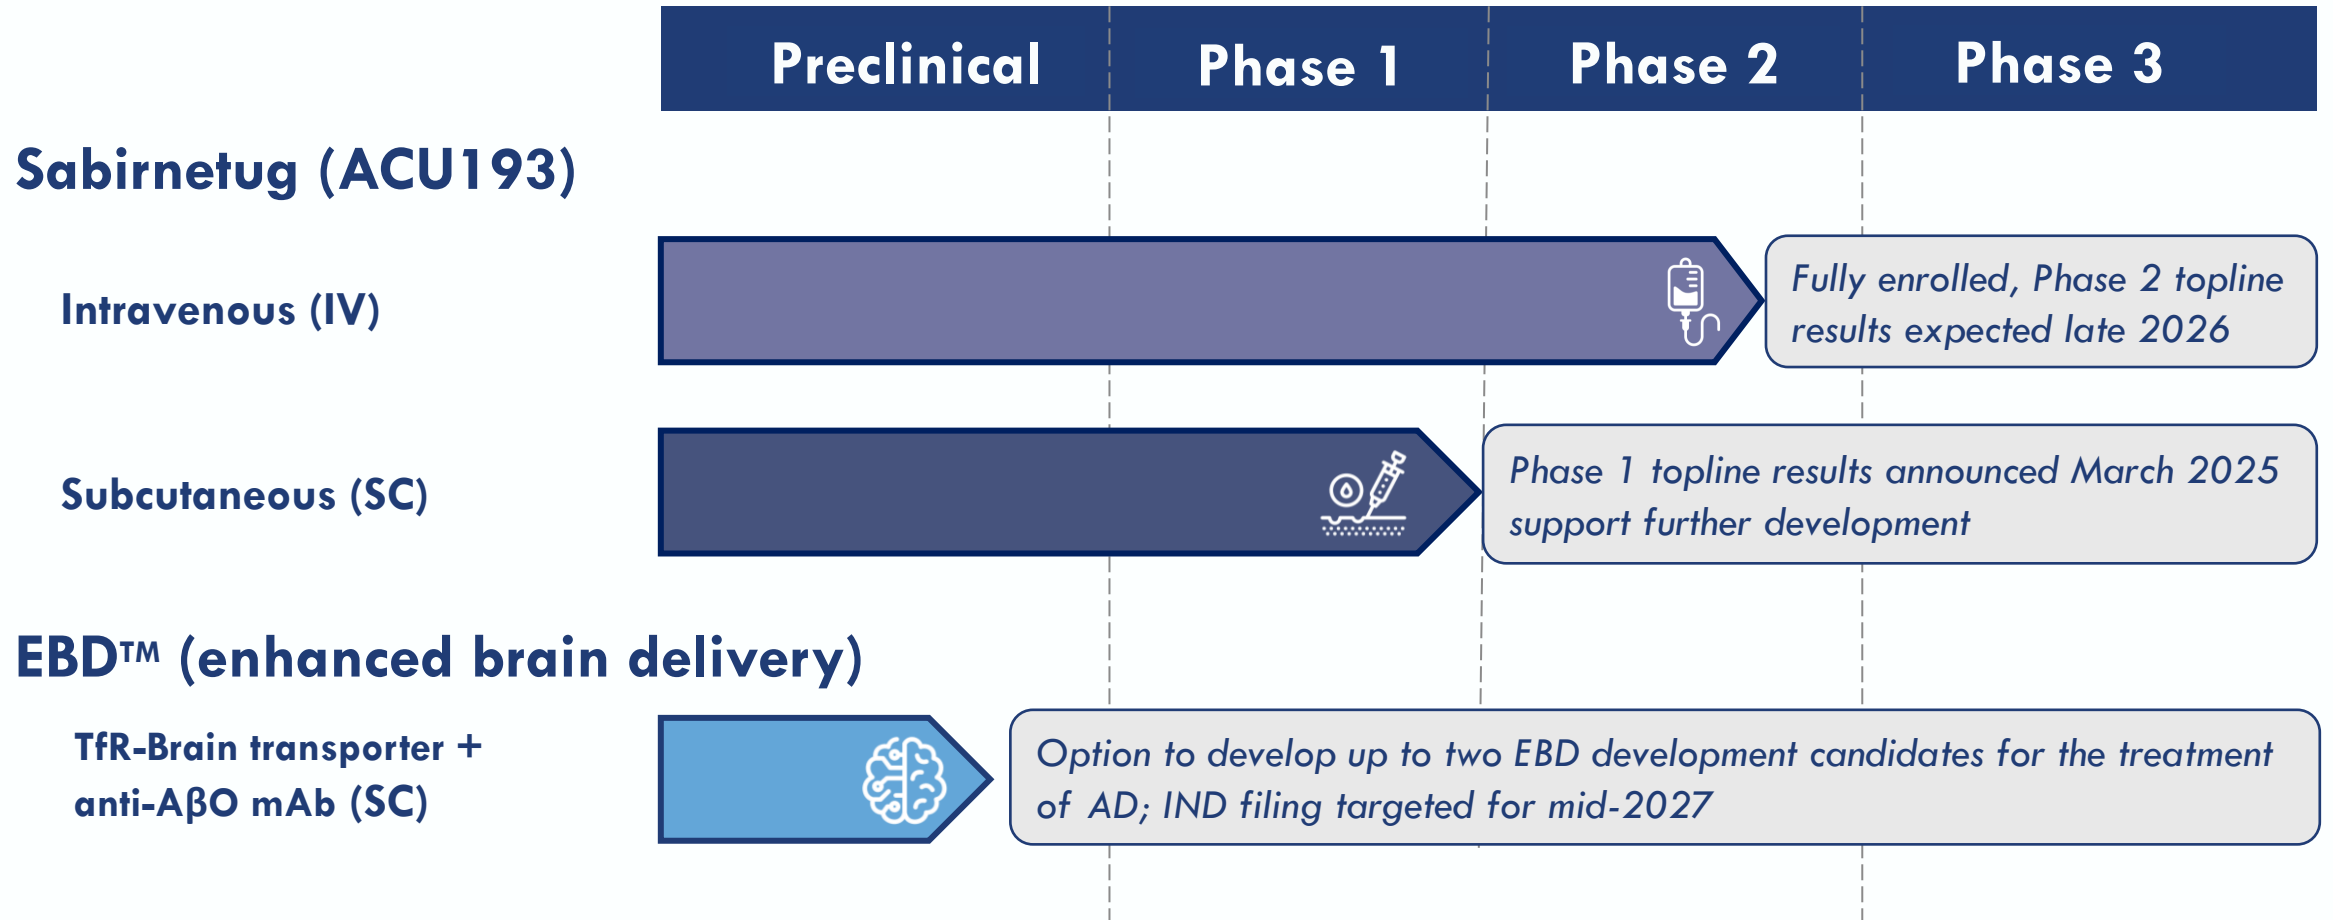 Preclinical Phase 1 Phase 2 Phase 3
Sabirnetug (ACU193)
Intravenous (IV)
Fully enrolled, Phase 2 topline
results expected late 2026
Subcutaneous (SC)
Phase 1 topline results announced March 2025
support further development
EBD™ (enhanced brain delivery)
TfR-Brain transporter +
anti-AβO mAb (SC)
Option to develop up to two EBD development candidates for the treatment
of AD; IND filing targeted for mid-2027